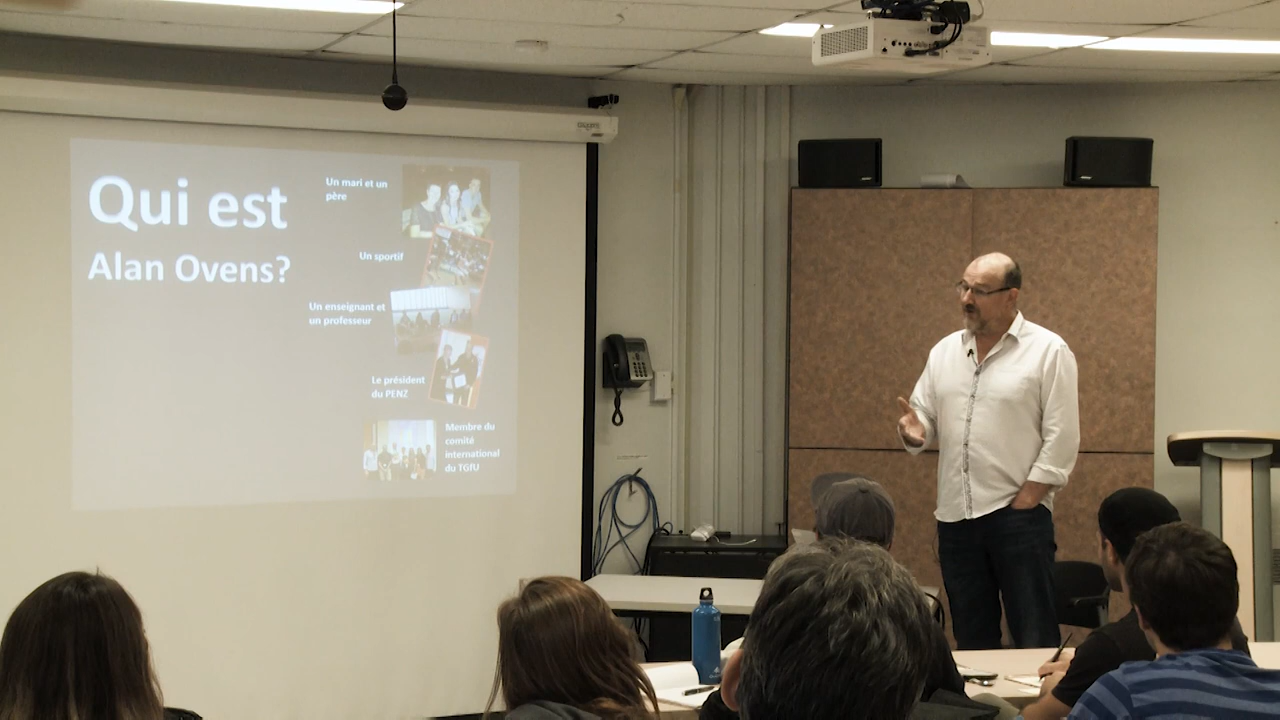 Qui est
Alan Ovens?
Un mari et un
père
Un sportif
Un enseignant et
un professeur
Le président
du PENZ
Membre du
comité
international
du TGfU